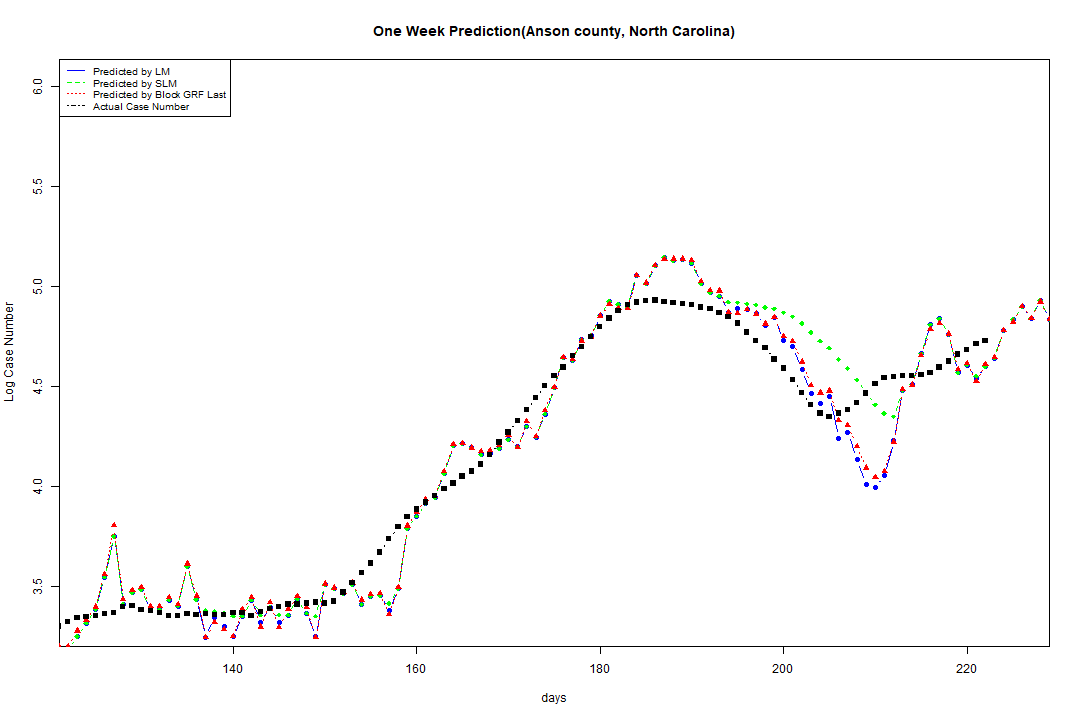 One Week Prediction(Anson county, North Carolina)
Predicted by LM
Predicted by SLM
Predicted by Block GRF Last
Actual Case Number
6.0
5.5
5.0
4.5
4.0
3.5
Log Case Number
140 160 180 200 220
days